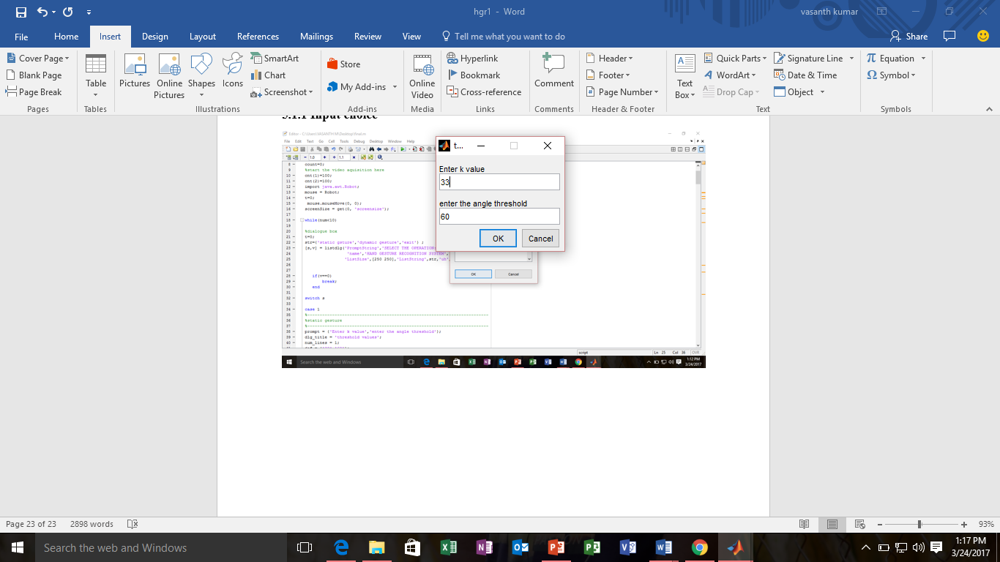 hgr1 - Word
vasanth kumar
File Home Insert Design Layout References Mailings Review View Tell me what you want to do Share
Cover Page
Blank Page
Page Break
Pages
Table
Tables
Pictures
Online Pictures
Shapes
Icons
SmartArt
Chart
Screenshot
Illustrations
Store
My Add-ins
Add-ins
Online Video
Media
Hyperlink
Bookmark
Cross-reference
Links
Comment
Comments
Header
Footer
Page Number
Header & Footer
Text Box
Quick Parts
WordArt
Drop Cap
Signature Line
Date & Time
Object
Text
Equation
Symbol
Symbols
Editor - C:\Users\VASANTH M\Desktop\final.m
File Edit Text Go Cell Tools Debug Desktop Window Help
1.0 1.1
8 count=0;
9 %start the video aquisition here
10 cnt(1)=100;
11 cnt(2)=100;
12 import java.awt.Robot;
13 mouse = Robot;
14 t=0;
15 mouse.mouseMove(0, 0);
16 screenSize = get(0, 'screensize');
17
18 while(num<10)
19
20 %dialogue box
21 t=0;
22 str={'static gsture','dynamic gesture','exit'} ;
23 [s,v] = listdlg('PromptString','SELECT THE OPERATION
24 'name','HAND GESTURE RECOGNITION SYSTEM',
25 'ListSize',[250 250],'ListString',str,
26
27
28 if(v==0)
29 break;
30 end
31
32 switch s
33
34 case 1
35 %
36 %static gesture
37 %
38 prompt = {'Enter k value','enter the angle threshold'};
39 dlg_title = 'threshold values';
40 num_lines = 1;
t...
Enter k value
33
enter the angle threshold
60
OK Cancel
OK Cancel
script Ln 25 Col 36 OVR
Search the web and Windows
1:12 PM
3/24/2017
Page 23 of 23 2898 words
93%
Search the web and Windows
1:17 PM
3/24/2017